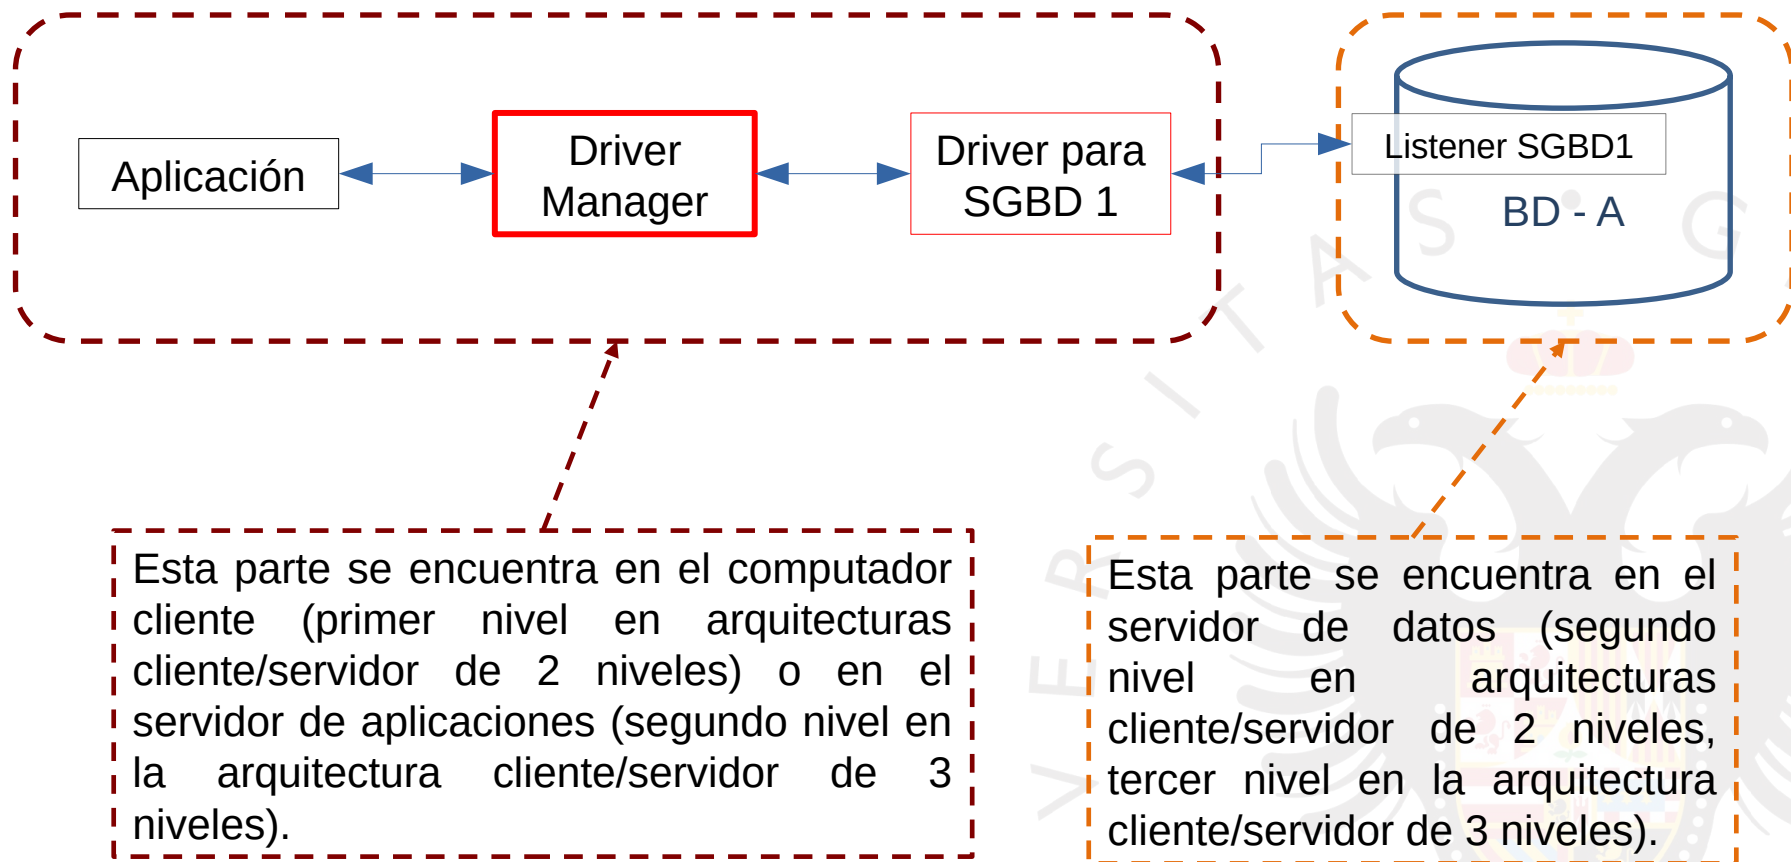 Aplicación
Driver
Manager
Driver para
SGBD 1
Listener SGBD1
BD - A
Esta parte se encuentra en el computador
cliente (primer nivel en arquitecturas
cliente/servidor de 2 niveles) o en el
servidor de aplicaciones (segundo nivel en
la arquitectura cliente/servidor de 3
niveles).
Esta parte se encuentra en el
servidor de datos (segundo
nivel en arquitecturas
cliente/servidor de 2 niveles,
tercer nivel en la arquitectura
cliente/servidor de 3 niveles).
VERSITAS • G